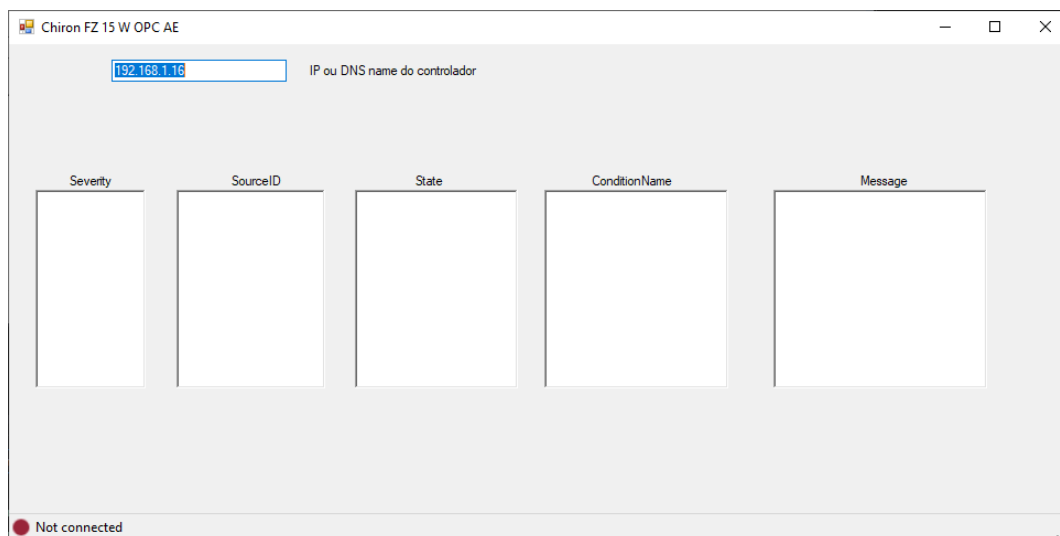 Chiron FZ 15 W OPC AE
192.168.1.16 IP ou DNS name do controlador
Severity SourceID State ConditionName Message
Not connected